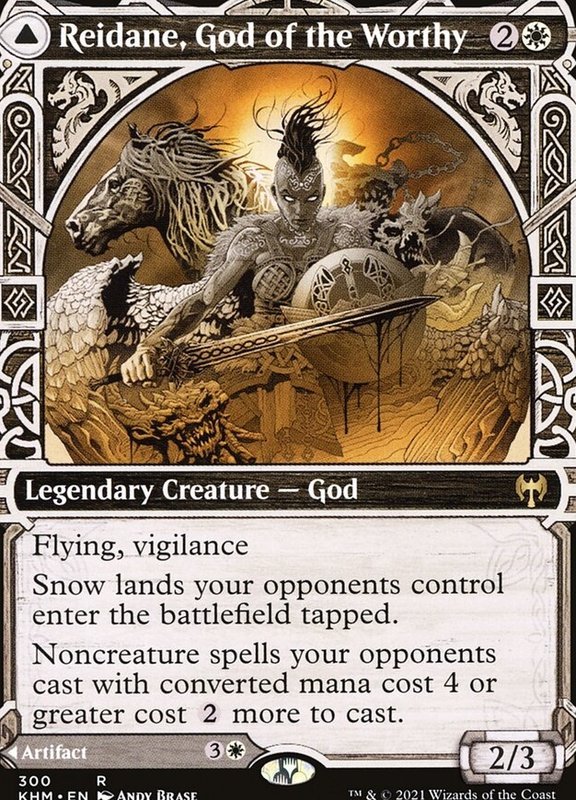 Reidane, God of the Worthy 2
Legendary Creature — God
Flying, vigilance
Snow lands your opponents control
enter the battlefield tapped.
Noncreature spells your opponents
cast with converted mana cost 4 or
greater cost 2 more to cast.
Artifact 3
2/3
300 R
KHM • EN Andy Brase
™ & © 2021 Wizards of the Coast